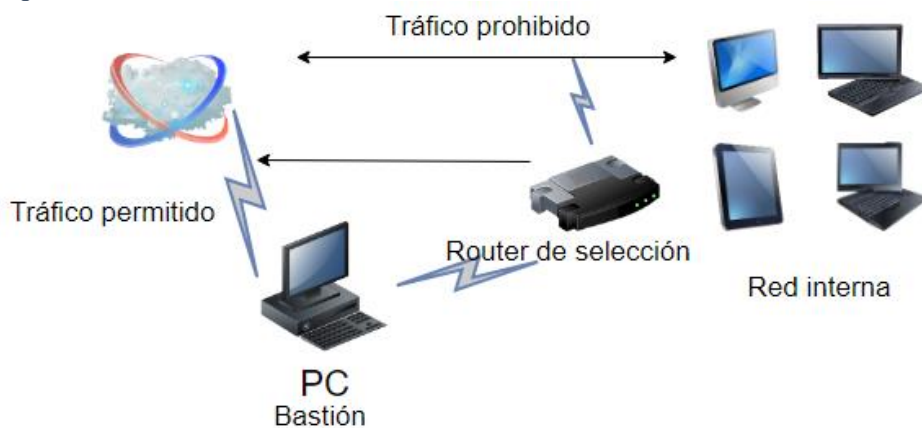 Tráfico prohibido
Tráfico permitido
Router de selección
Red interna
PC
Bastión